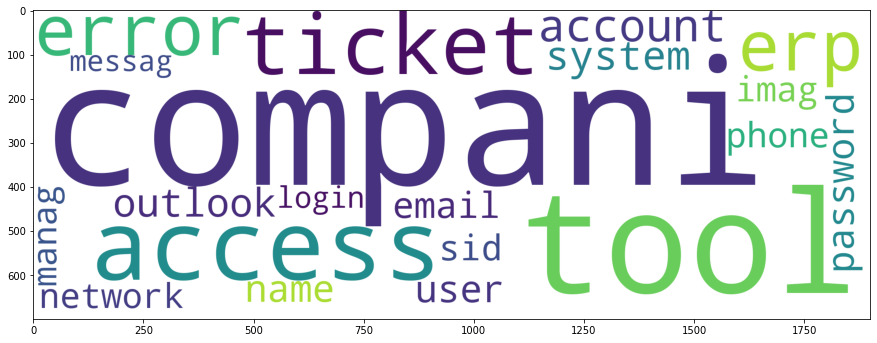 0
100
200
300
400
500
600
error ticket account erp
messag system
compani imag
phone
password
manag outlook login email tool
access sid
network name user
0 250 500 750 1000 1250 1500 1750